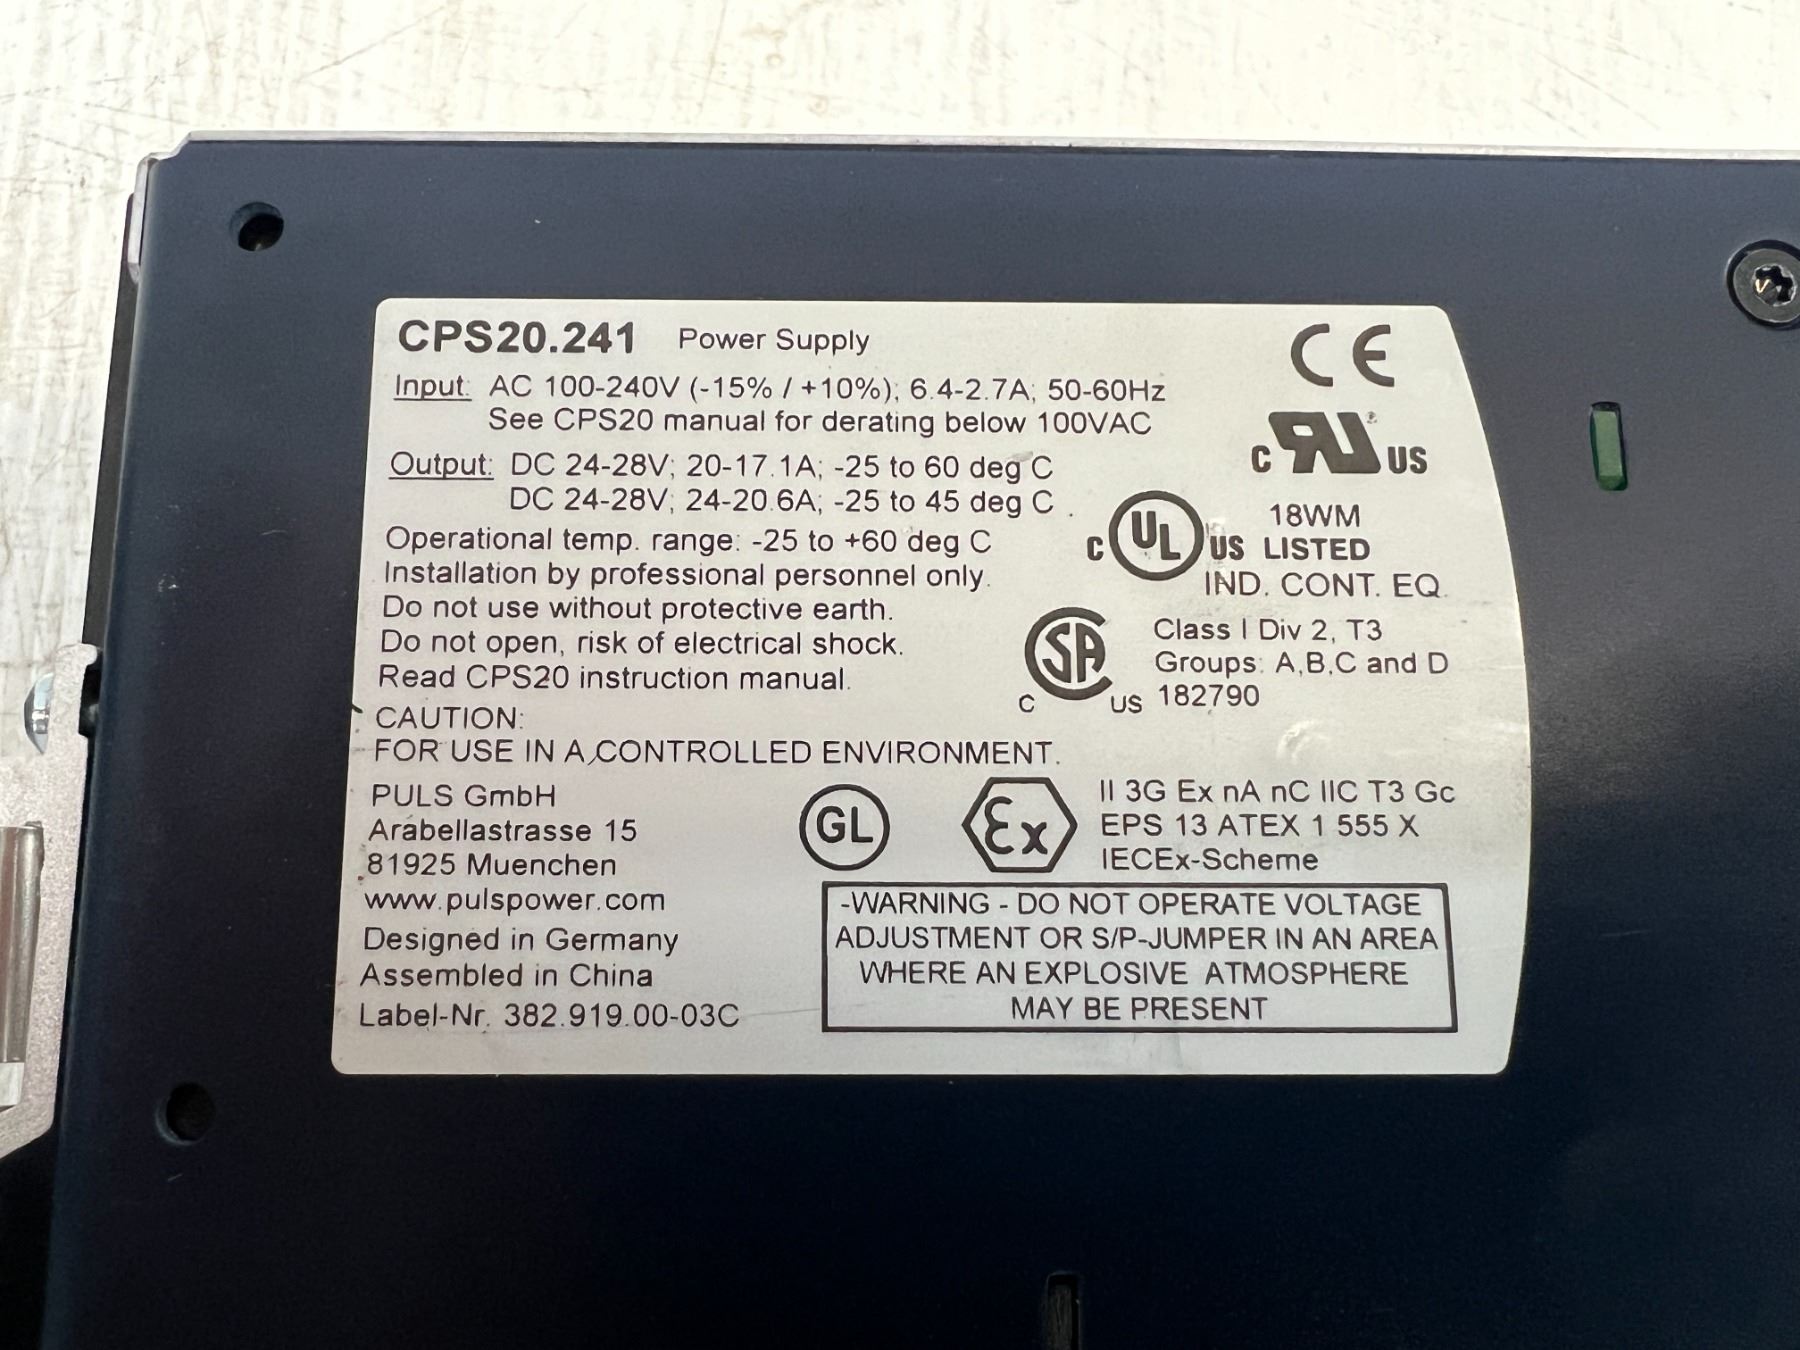 CPS20.241 Power Supply
Input: AC 100-240V (-15% / +10%); 6.4-2.7A; 50-60Hz
See CPS20 manual for derating below 100VAC
Output: DC 24-28V; 20-17.1A; -25 to 60 deg C
DC 24-28V; 24-20.6A; -25 to 45 deg C
Operational temp. range: -25 to +60 deg C
Installation by professional personnel only.
Do not use without protective earth.
Do not open, risk of electrical shock.
Read CPS20 instruction manual.
CAUTION:
FOR USE IN A CONTROLLED ENVIRONMENT.
PULS GmbH
Arabellastrasse 15
81925 Muenchen
www.pulspower.com
Designed in Germany
Assembled in China
Label-Nr. 382.919.00-03C
CE
C RU US
18WM
C UL US LISTED
IND. CONT. EQ.
C SA US
Class I Div 2, T3
Groups: A,B,C and D
182790
GL
Ex
II 3G Ex nA nC IIC T3 Gc
EPS 13 ATEX 1 555 X
IECEx-Scheme
-WARNING - DO NOT OPERATE VOLTAGE
ADJUSTMENT OR S/P-JUMPER IN AN AREA
WHERE AN EXPLOSIVE ATMOSPHERE
MAY BE PRESENT